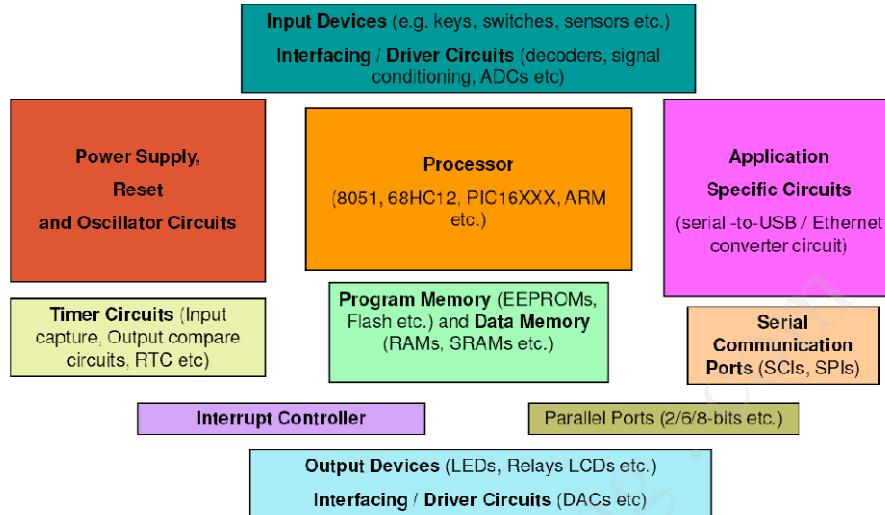 Input Devices (e.g. keys, switches, sensors etc.)
Interfacing / Driver Circuits (decoders, signal
conditioning, ADCs etc)
Power Supply,
Reset
and Oscillator Circuits
Processor
(8051, 68HC12, PIC16XXX, ARM
etc.)
Application
Specific Circuits
(serial -to-USB / Ethernet
converter circuit)
Timer Circuits (Input
capture, Output compare
circuits, RTC etc)
Program Memory (EEPROMs,
Flash etc.) and Data Memory
(RAMs, SRAMs etc.)
Serial
Communication
Ports (SCIs, SPIs)
Interrupt Controller
Parallel Ports (2/6/8-bits etc.)
Output Devices (LEDs, Relays LCDs etc.)
Interfacing / Driver Circuits (DACs etc)